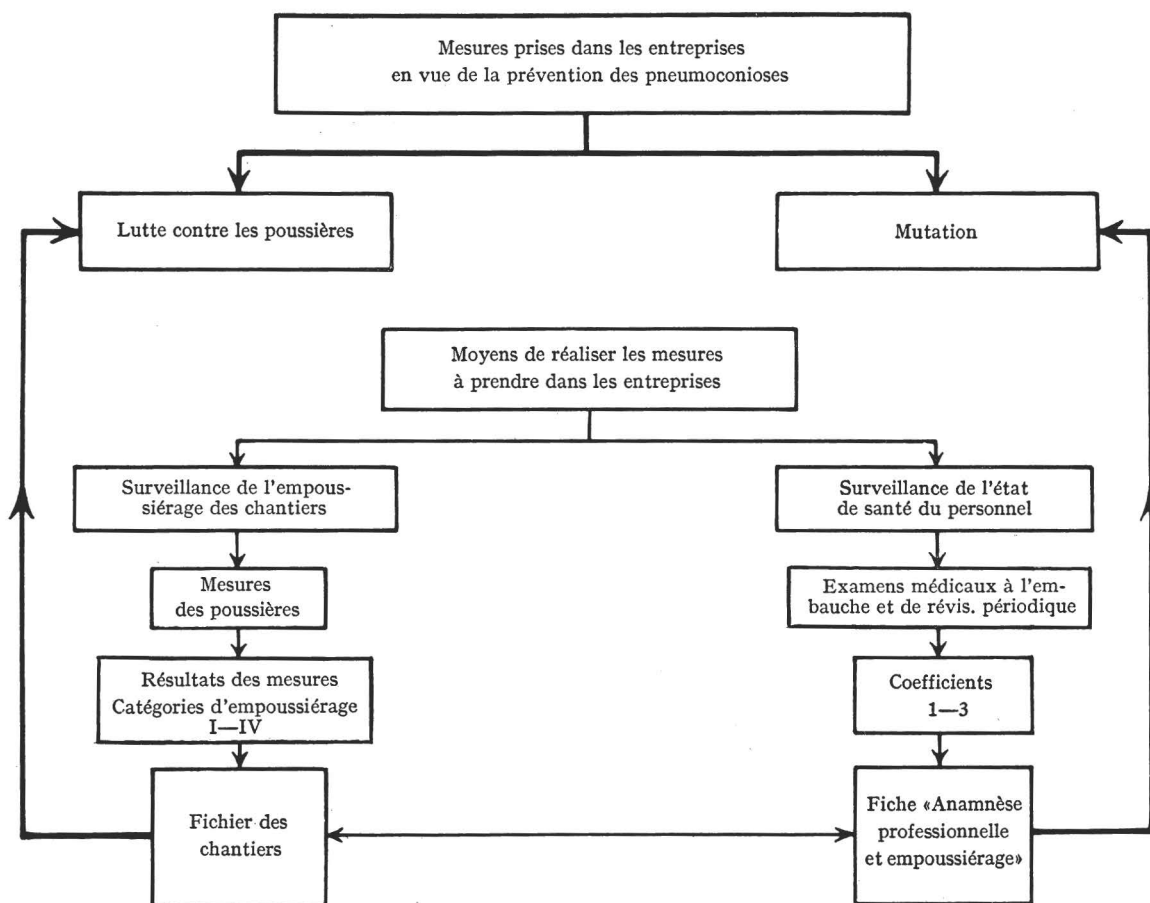 Mesures prises dans les entreprises
en vue de la prévention des pneumoconioses
Lutte contre les poussières
Mutation
Moyens de réaliser les mesures
à prendre dans les entreprises
Surveillance de l'empous-
siérage des chantiers
Surveillance de l'état
de santé du personnel
Mesures
des poussières
Examens médicaux à l'em-
bauche et de révis. périodique
Résultats des mesures
Catégories d'empoussiérage
I—IV
Coefficients
1—3
Fichier des
chantiers
Fiche «Anamnèse
professionnelle
et empoussiérage»